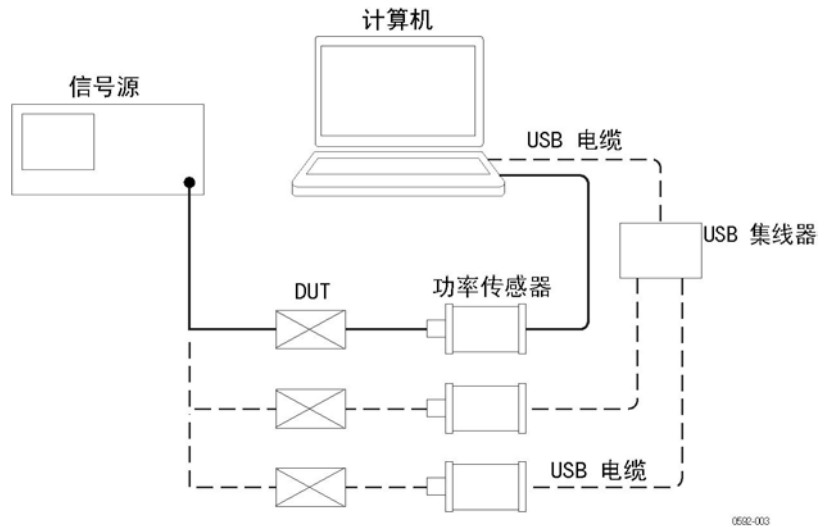 计算机
信号源
USB 电缆
USB 集线器
DUT
功率传感器
USB 电缆
0592-003